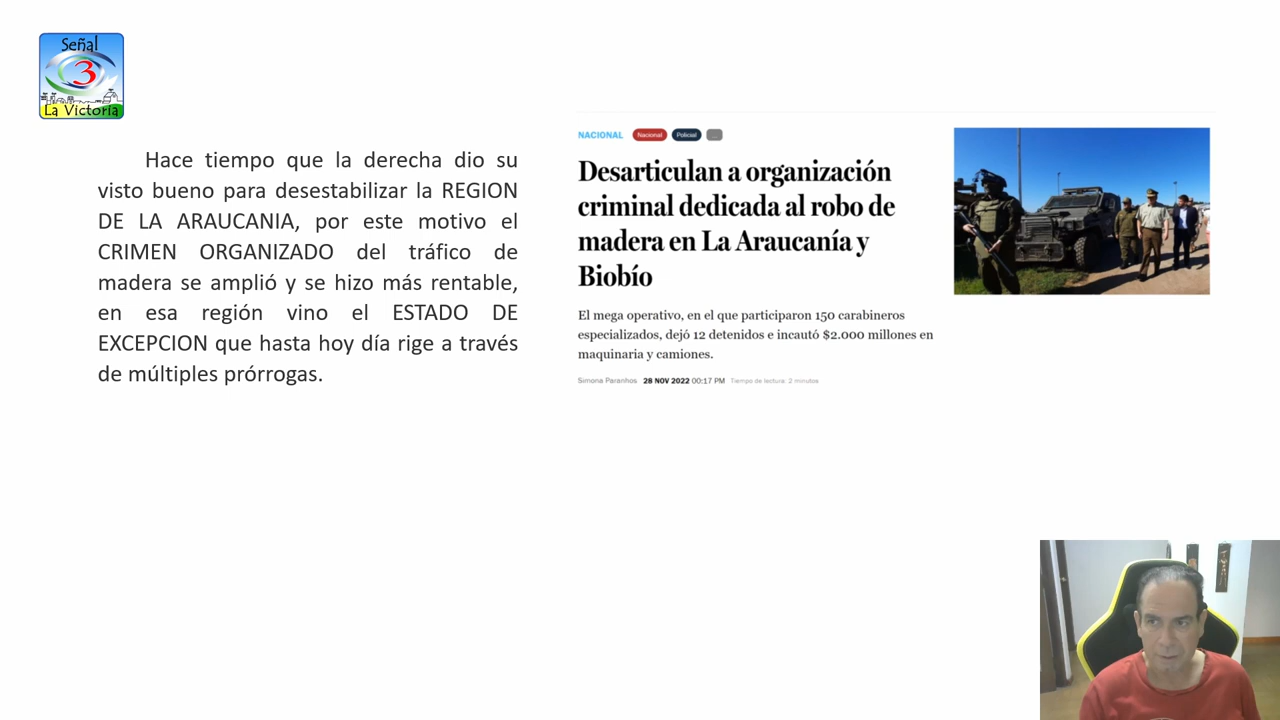 Señal
3
La Victoria
Hace tiempo que la derecha dio su
visto bueno para desestabilizar la REGION
DE LA ARAUCANIA, por este motivo el
CRIMEN ORGANIZADO del tráfico de
madera se amplió y se hizo más rentable,
en esa región vino el ESTADO DE
EXCEPCION que hasta hoy día rige a través
de múltiples prórrogas.
NACIONAL Nacional Policial
Desarticulan a organización
criminal dedicada al robo de
madera en La Araucanía y
Biobío
El mega operativo, en el que participaron 150 carabineros
especializados, dejó 12 detenidos e incautó $2.000 millones en
maquinaria y camiones.
Simona Paranhos 28 NOV 2022 00:17 PM Tiempo de lectura: 2 minutos